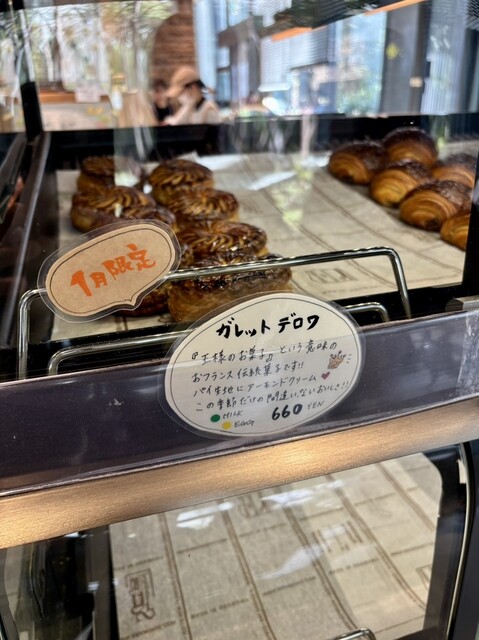 1月限定
ガレットデロワ
『王様のお菓子』という意味の
おフランス伝統菓子です!!
パイ生地にアーモンドクリーム
この季節だけの間違いないおいしさ!!
MILK
EGG
660 YEN